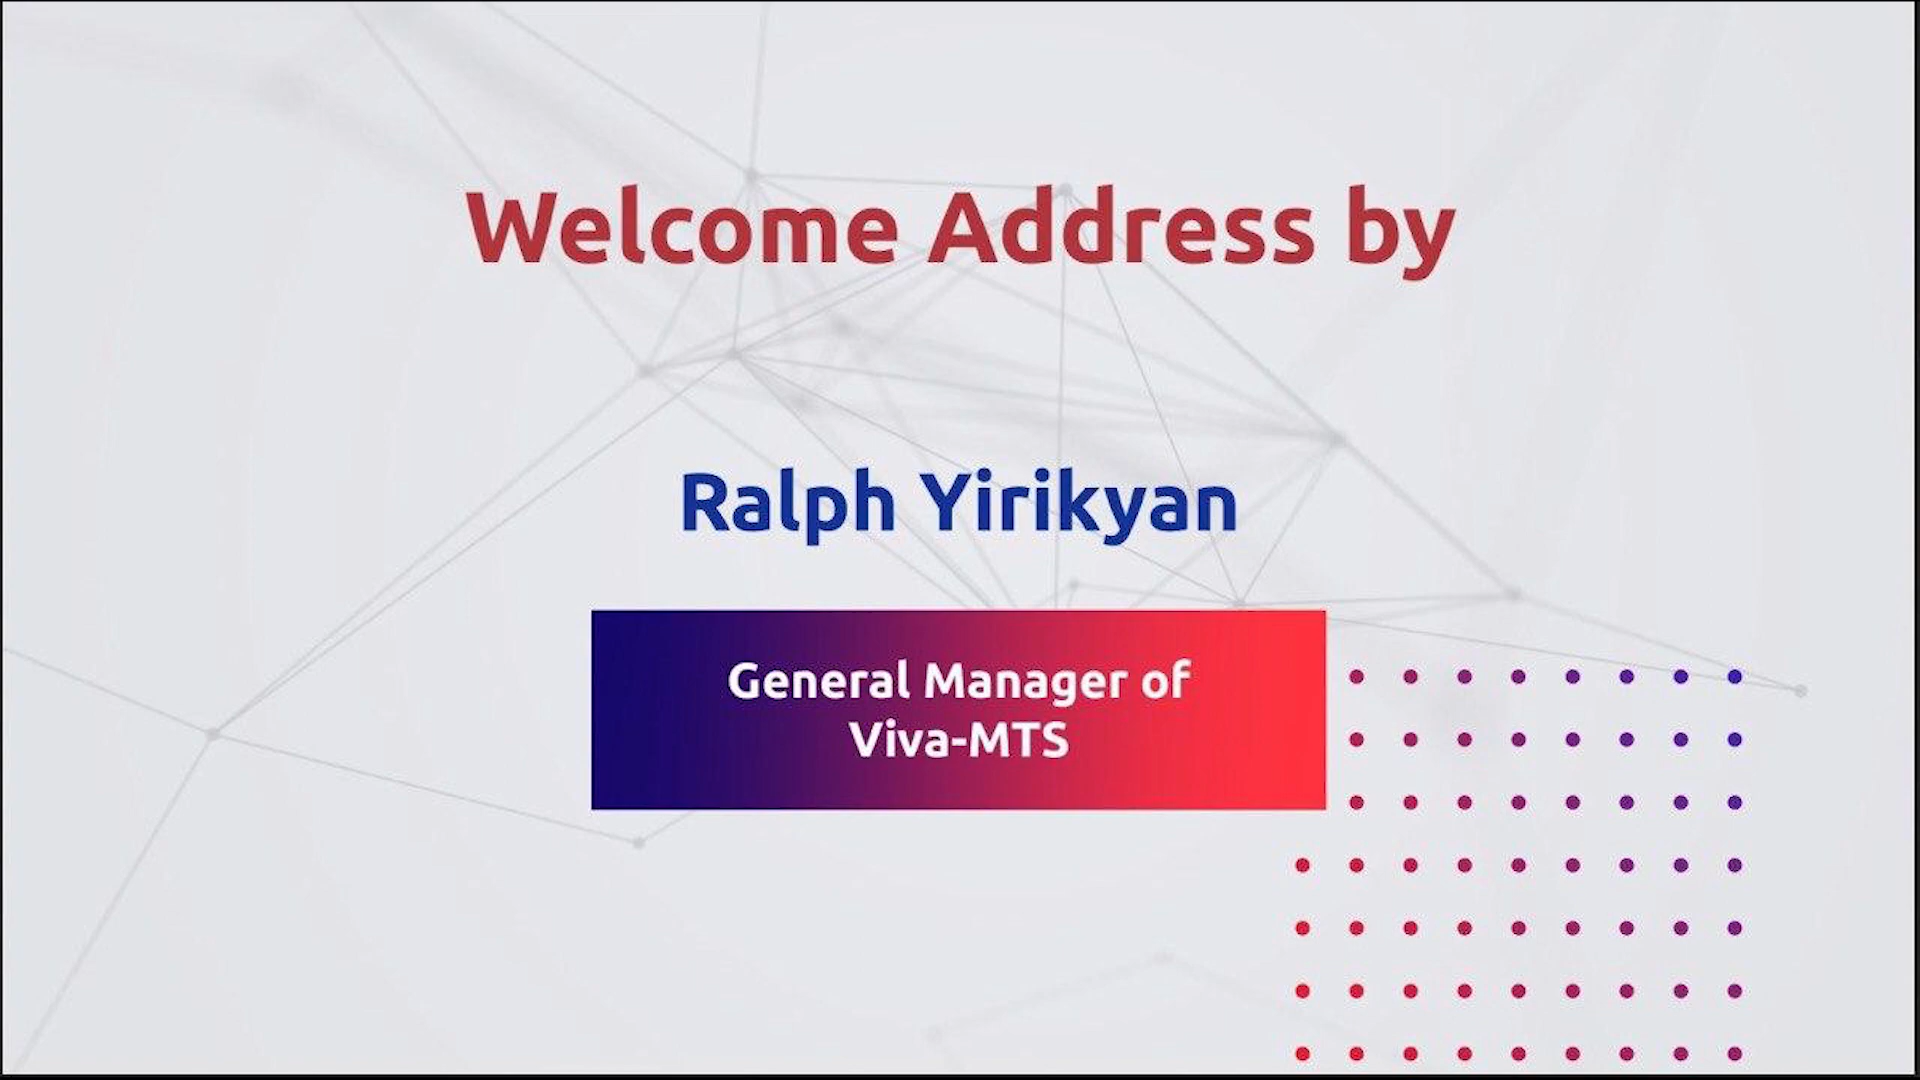 Welcome Address by
Ralph Yirikyan
General Manager of
Viva-MTS